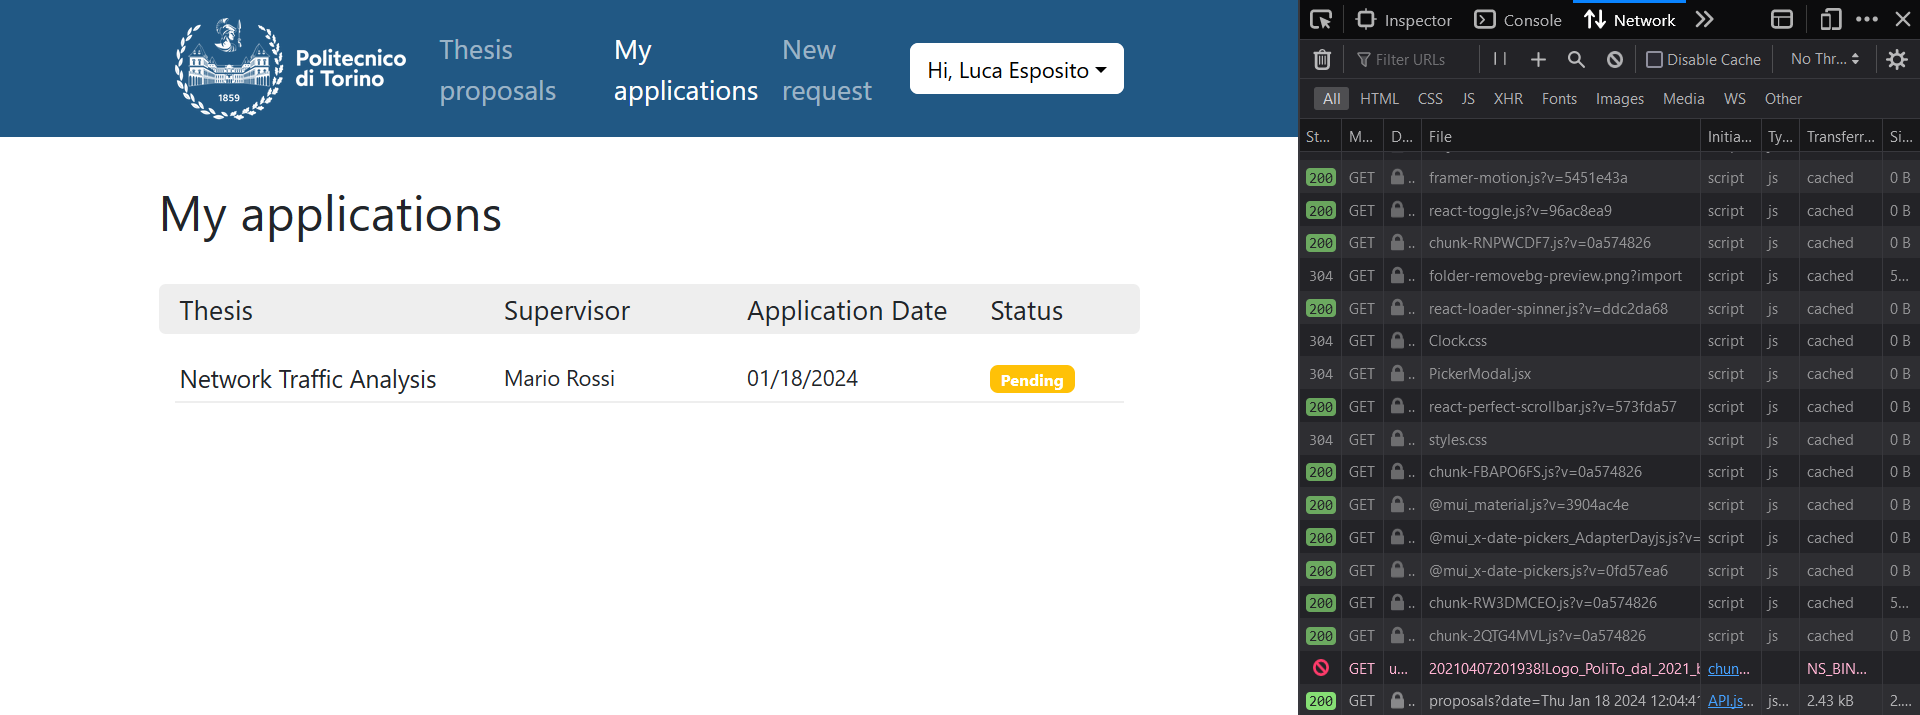 1859
Politecnico
di Torino
Thesis
proposals
My
applications
New
request
Hi, Luca Esposito
My applications
Thesis Supervisor Application Date Status
Network Traffic Analysis Mario Rossi 01/18/2024 Pending
Inspector Console Network
Filter URLs Disable Cache No Thr...
All HTML CSS JS XHR Fonts Images Media WS Other
St... M... D... File Initia... Ty... Transferr... Si...
200 GET .. framer-motion.js?v=5451e43a script js cached 0 B
200 GET .. react-toggle.js?v=96ac8ea9 script js cached 0 B
200 GET .. chunk-RNPWCDF7.js?v=0a574826 script js cached 0 B
304 GET .. folder-removebg-preview.png?import script js cached 5...
200 GET .. react-loader-spinner.js?v=ddc2da68 script js cached 0 B
304 GET .. Clock.css script js cached 0 B
304 GET .. PickerModal.jsx script js cached 0 B
200 GET .. react-perfect-scrollbar.js?v=573fda57 script js cached 0 B
304 GET .. styles.css script js cached 0 B
200 GET .. chunk-FBAPO6FS.js?v=0a574826 script js cached 0 B
200 GET .. @mui_material.js?v=3904ac4e script js cached 0 B
200 GET .. @mui_x-date-pickers_AdapterDayjs.js?v= script js cached 0 B
200 GET .. @mui_x-date-pickers.js?v=0fd57ea6 script js cached 0 B
200 GET .. chunk-RW3DMCEO.js?v=0a574826 script js cached 5...
200 GET .. chunk-2QTG4MVL.js?v=0a574826 script js cached 0 B
GET u... 20210407201938!Logo_PoliTo_dal_2021_b chun... NS_BIN...
200 GET .. proposals?date=Thu Jan 18 2024 12:04:41 API.js... js... 2.43 kB 2....